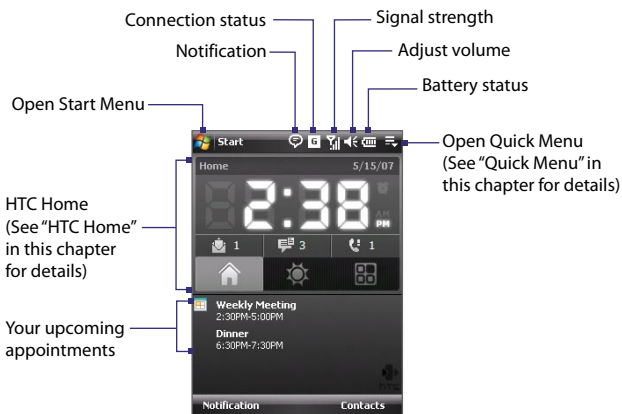 Connection status
Signal strength
Notification
Adjust volume
Battery status
Open Start Menu
Start
G
Open Quick Menu
(See “Quick Menu” in
this chapter for details)
Home
5/15/07
2:38
AM
PM
HTC Home
(See “HTC Home”
in this chapter
for details)
1
3
1
Your upcoming
appointments
Weekly Meeting
2:30PM-5:00PM
Dinner
6:30PM-7:30PM
Notification
Contacts